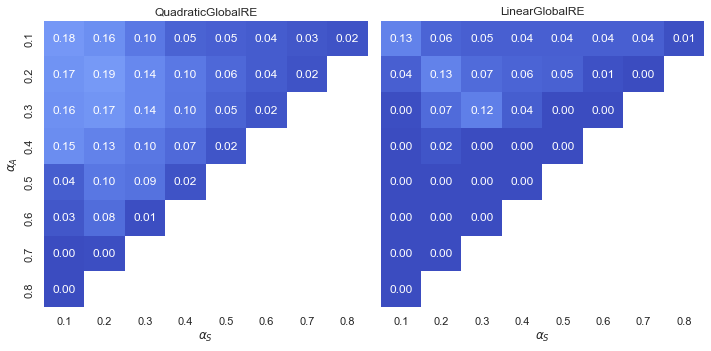 QuadraticGlobalRE
LinearGlobalRE
0.1 0.18 0.16 0.10 0.05 0.05 0.04 0.03 0.02 0.13 0.06 0.05 0.04 0.04 0.04 0.04 0.01
0.2 0.17 0.19 0.14 0.10 0.06 0.04 0.02 0.04 0.13 0.07 0.06 0.05 0.01 0.00
0.3 0.16 0.17 0.14 0.10 0.05 0.02 0.00 0.07 0.12 0.04 0.00 0.00
0.4 0.15 0.13 0.10 0.07 0.02 0.00 0.02 0.00 0.00 0.00
0.5 0.04 0.10 0.09 0.02 0.00 0.00 0.00 0.00
0.6 0.03 0.08 0.01 0.00 0.00 0.00
0.7 0.00 0.00 0.00 0.00
0.8 0.00 0.00
α_A
0.1 0.2 0.3 0.4 0.5 0.6 0.7 0.8 0.1 0.2 0.3 0.4 0.5 0.6 0.7 0.8
α_S α_S